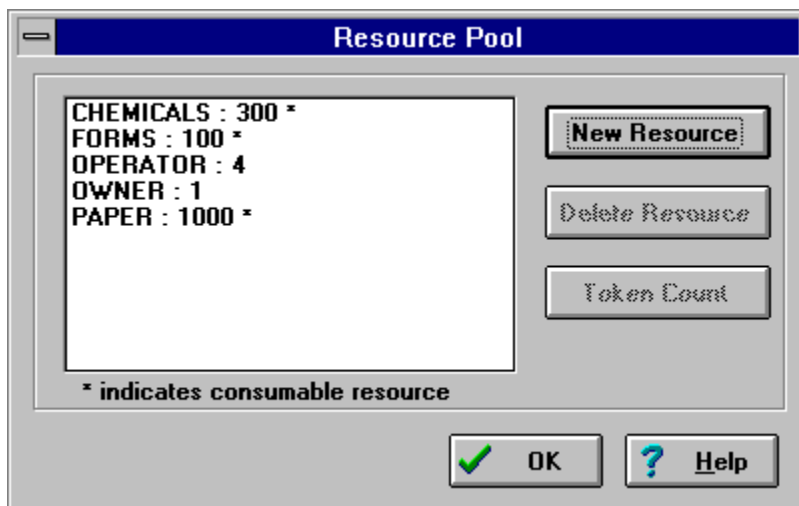 Resource Pool
CHEMICALS : 300 *
FORMS : 100 *
OPERATOR : 4
OWNER : 1
PAPER : 1000 *
New Resource
Delete Resource
Token Count
* indicates consumable resource
OK
? Help